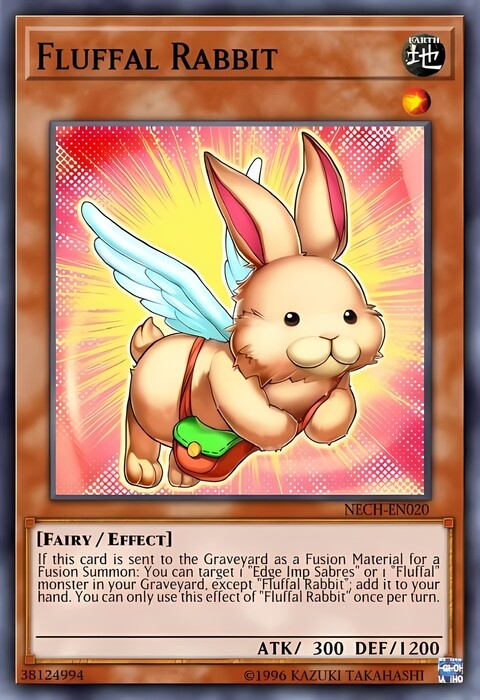 Fluffal Rabbit
EARTH
地
NECH-EN020
[Fairy / Effect]
If this card is sent to the Graveyard as a Fusion Material for a
Fusion Summon: You can target 1 "Edge Imp Sabres" or 1 "Fluffal"
monster in your Graveyard, except "Fluffal Rabbit"; add it to your
hand. You can only use this effect of "Fluffal Rabbit" once per turn.
ATK/ 300 DEF/1200
38124994
©1996 KAZUKI TAKAHASHI